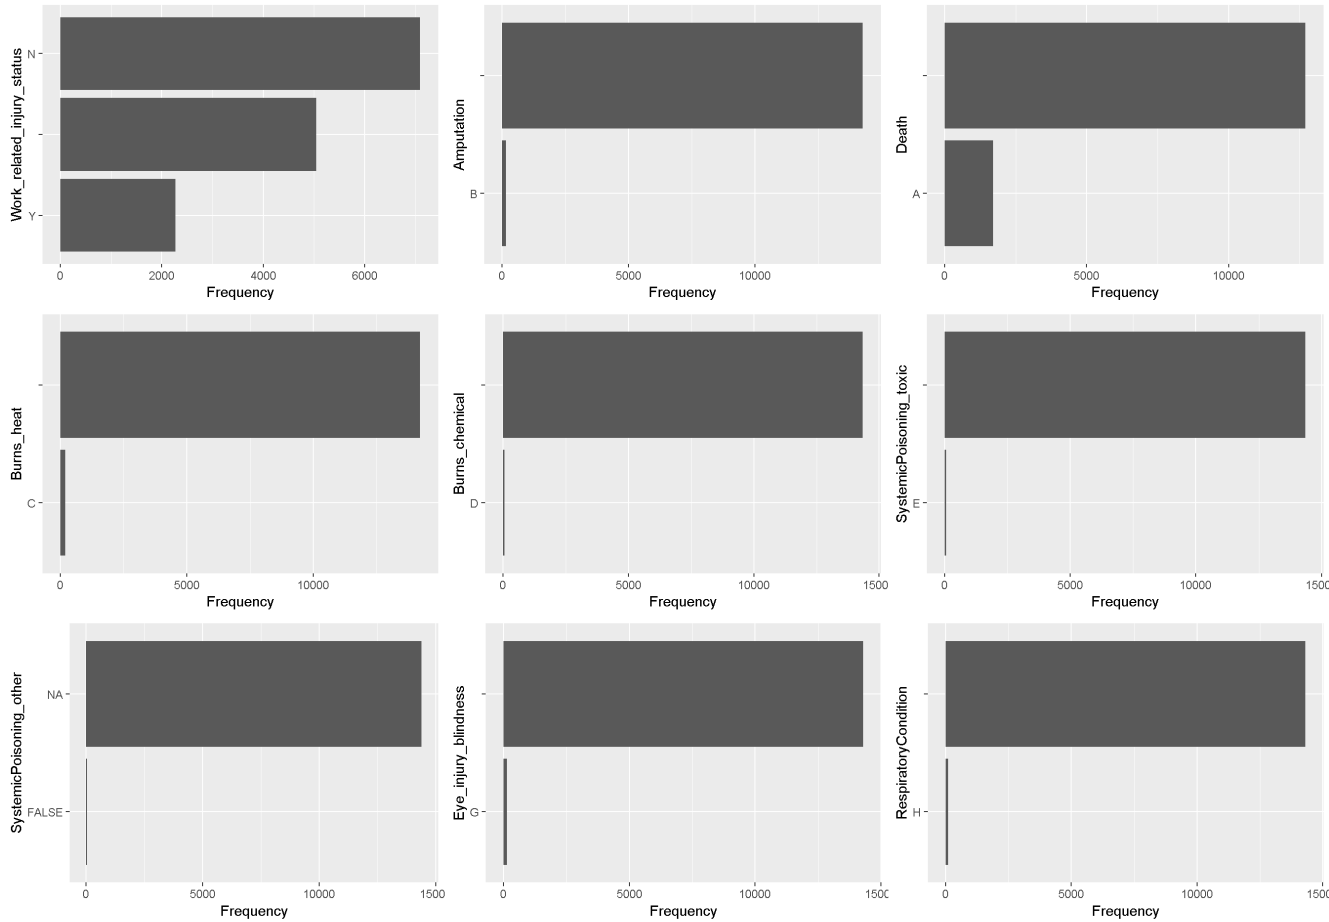 Work_related_injury_status
N
Y
0 2000 4000 6000
Frequency
Amputation
B
0 5000 10000
Frequency
Death
A
0 5000 10000
Frequency
Burns_heat
C
0 5000 10000
Frequency
Burns_chemical
D
0 5000 10000 1500
Frequency
SystemicPoisoning_toxic
E
0 5000 10000 1500
Frequency
SystemicPoisoning_other
NA
FALSE
0 5000 10000 1500
Frequency
Eye_injury_blindness
G
0 5000 10000 1500
Frequency
RespiratoryCondition
H
0 5000 10000 1500
Frequency